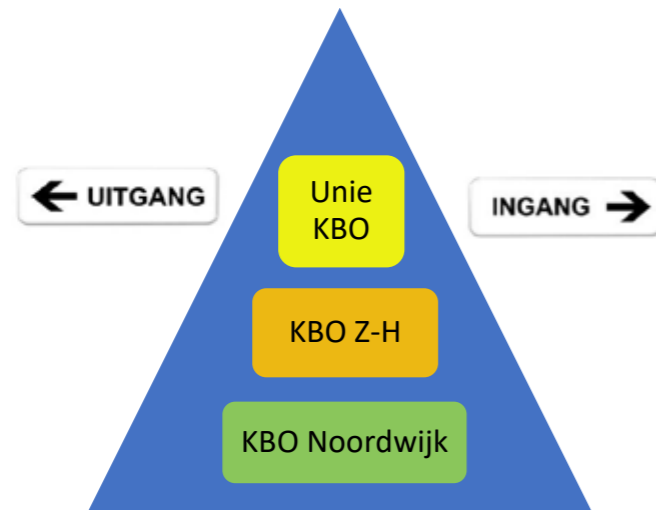 Unie
KBO
UITGANG
INGANG
KBO Z-H
KBO Noordwijk